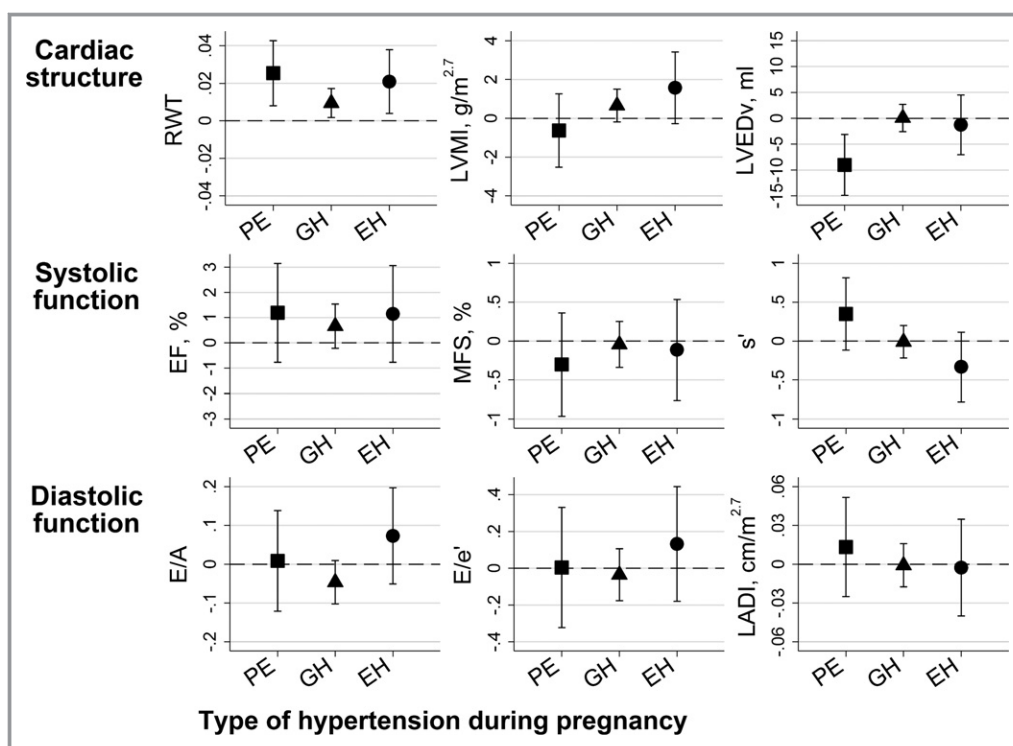 Cardiac
structure
RWT
.04
.02
0
-.02
-.04
PE
GH
EH
LVMI, g/m2.7
4
2
0
-2
-4
PE
GH
EH
LVEDv, ml
15
10
5
0
-5
-10
-15
PE
GH
EH
Systolic
function
EF, %
3
2
1
0
-1
-2
-3
PE
GH
EH
MFS, %
1
.5
0
-.5
-1
PE
GH
EH
s'
1
.5
0
-.5
-1
PE
GH
EH
Diastolic
function
E/A
.2
.1
0
-.1
-.2
PE
GH
EH
E/e'
.4
.2
0
-.2
-.4
PE
GH
EH
LADI, cm/m2.7
.06
.03
0
-.03
-.06
PE
GH
EH
Type of hypertension during pregnancy